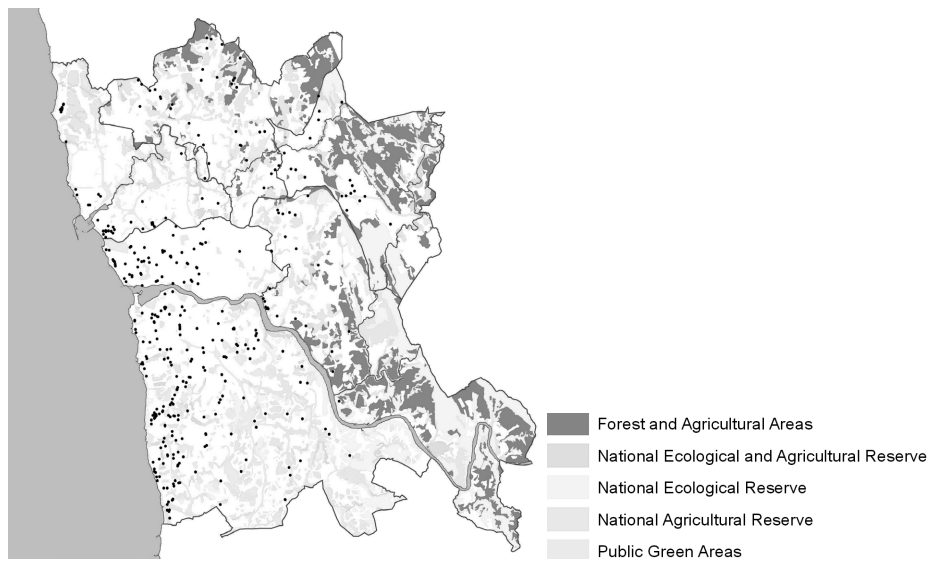 Forest and Agricultural Areas
National Ecological and Agricultural Reserve
National Ecological Reserve
National Agricultural Reserve
Public Green Areas